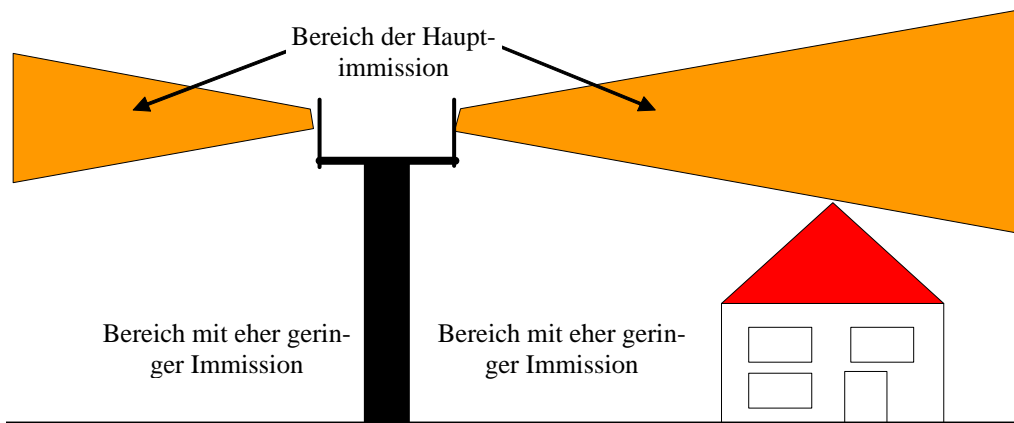 Bereich der Haupt-
immission
Bereich mit eher gerin-
ger Immission
Bereich mit eher gerin-
ger Immission